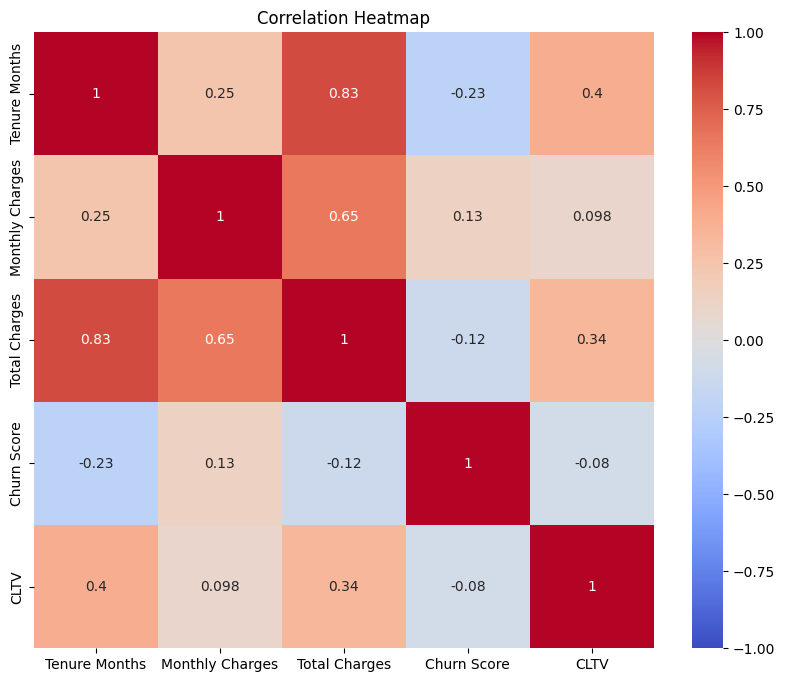 Correlation Heatmap
Tenure Months 1 0.25 0.83 -0.23 0.4
Monthly Charges 0.25 1 0.65 0.13 0.098
Total Charges 0.83 0.65 1 -0.12 0.34
Churn Score -0.23 0.13 -0.12 1 -0.08
CLTV 0.4 0.098 0.34 -0.08 1
Tenure Months Monthly Charges Total Charges Churn Score CLTV
1.00
0.75
0.50
0.25
0.00
−0.25
−0.50
−0.75
−1.00